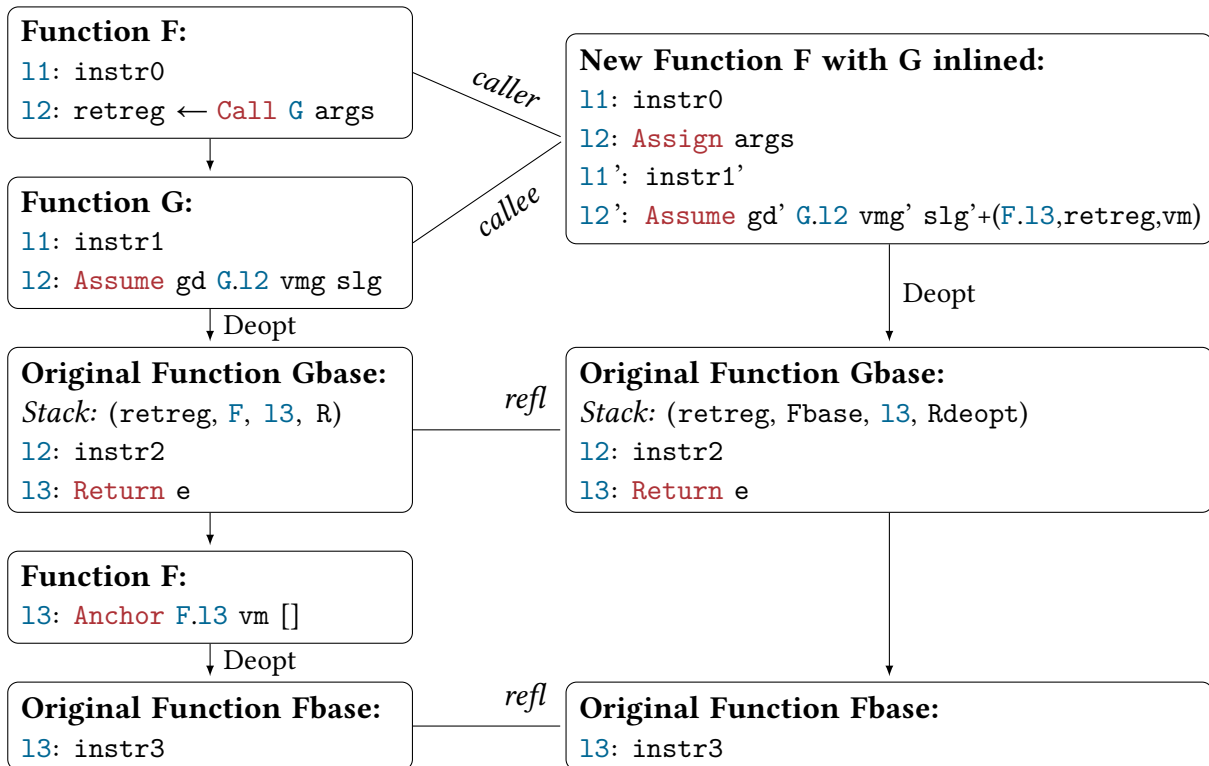 Function F:
l1: instr0
l2: retreg ← Call G args
caller
New Function F with G inlined:
l1: instr0
l2: Assign args
l1': instr1'
l2': Assume gd' G.l2 vmg' slg'+(F.l3,retreg,vm)
Function G:
l1: instr1
l2: Assume gd G.l2 vmg slg
callee
Deopt
Deopt
Original Function Gbase:
Stack: (retreg, F, l3, R)
l2: instr2
l3: Return e
refl
Original Function Gbase:
Stack: (retreg, Fbase, l3, Rdeopt)
l2: instr2
l3: Return e
Function F:
l3: Anchor F.l3 vm []
Deopt
Original Function Fbase:
l3: instr3
refl
Original Function Fbase:
l3: instr3